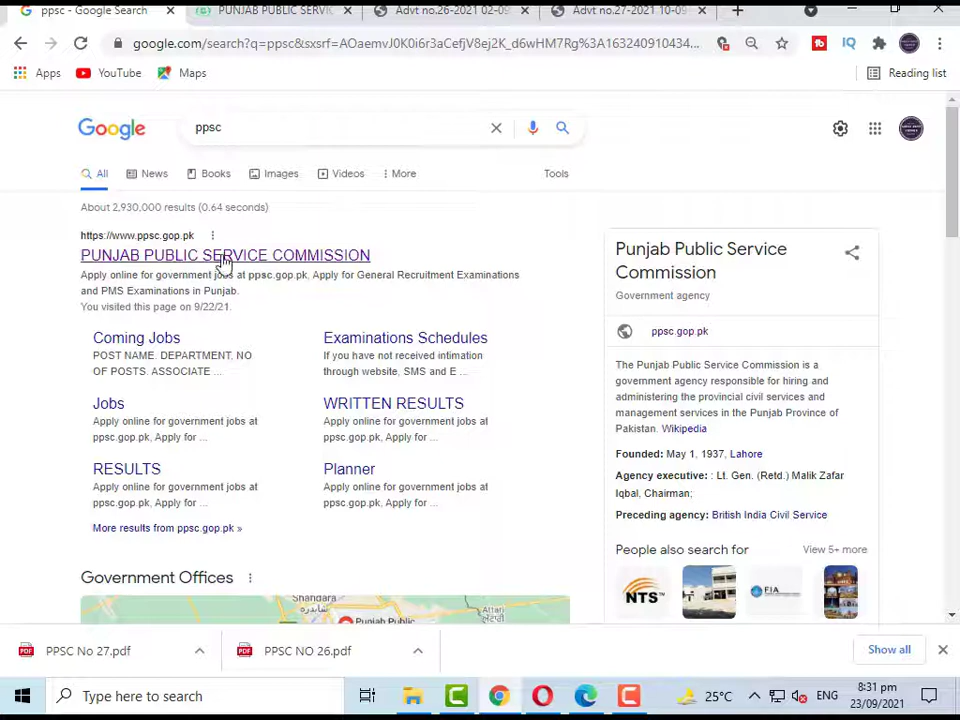 ppsc - Google Search
PUNJAB PUBLIC SERVIC
Advt no.26-2021 02-09
Advt no.27-2021 10-09
google.com/search?q=ppsc&sxsrf=AOaemvJ0K0i6r3aCefjV8ej2K_d6wHM7Rg%3A163240910434...
Apps
YouTube
Maps
Reading list
Google
ppsc
All
News
Books
Images
Videos
More
Tools
About 2,930,000 results (0.64 seconds)
https://www.ppsc.gop.pk
PUNJAB PUBLIC SERVICE COMMISSION
Apply online for government jobs at ppsc.gop.pk, Apply for General Recruitment Examinations
and PMS Examinations in Punjab.
You visited this page on 9/22/21.
Coming Jobs
POST NAME. DEPARTMENT. NO
OF POSTS. ASSOCIATE ...
Examinations Schedules
If you have not received intimation
through website, SMS and E ...
Jobs
Apply online for government jobs at
ppsc.gop.pk, Apply for ...
WRITTEN RESULTS
Apply online for government jobs at
ppsc.gop.pk, Apply for ...
RESULTS
Apply online for government jobs at
ppsc.gop.pk, Apply for ...
Planner
Apply online for government jobs at
ppsc.gop.pk, Apply for ...
More results from ppsc.gop.pk »
Government Offices
Shahdara
شاہدرہ
Punjab Public
Attari
Punjab Public Service
Commission
Government agency
ppsc.gop.pk
The Punjab Public Service Commission is a
government agency responsible for hiring and
administering the provincial civil services and
management services in the Punjab Province of
Pakistan. Wikipedia
Founded: May 1, 1937, Lahore
Agency executive: : Lt. Gen. (Retd.) Malik Zafar
Iqbal, Chairman;
Preceding agency: British India Civil Service
People also search for
View 5+ more
NTS
FIA
PPSC No 27.pdf
PPSC NO 26.pdf
Show all
Type here to search
25°C
ENG
8:31 pm
23/09/2021